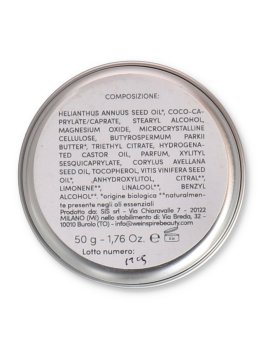 COMPOSIZIONE:
HELIANTHUS ANNUUS SEED OIL*, COCO-CA-
PRYLATE/CAPRATE, STEARYL ALCOHOL,
MAGNESIUM OXIDE, MICROCRYSTALLINE
CELLULOSE, BUTYROSPERMUM PARKII
BUTTER*, TRIETHYL CITRATE, HYDROGENA-
TED CASTOR OIL, PARFUM, XYLITYL
SESQUICAPRYLATE, CORYLUS AVELLANA
SEED OIL, TOCOPHEROL, VITIS VINIFERA SEED
OIL*, ANHYDROXYLITOL, CITRAL**,
LIMONENE**, LINALOOL**, BENZYL
ALCOHOL**. *origine biologica **natural-
mente presente negli oli essenziali
Prodotto da: SIS srl - Via Chiaravalle 7 - 20122
MILANO (MI) nello stabilimento di: Via Breda, 32 -
10010 Burolo (TO) - info@weinsprebeauty.com
50 g - 1,76 Oz. C
Lotto numero: